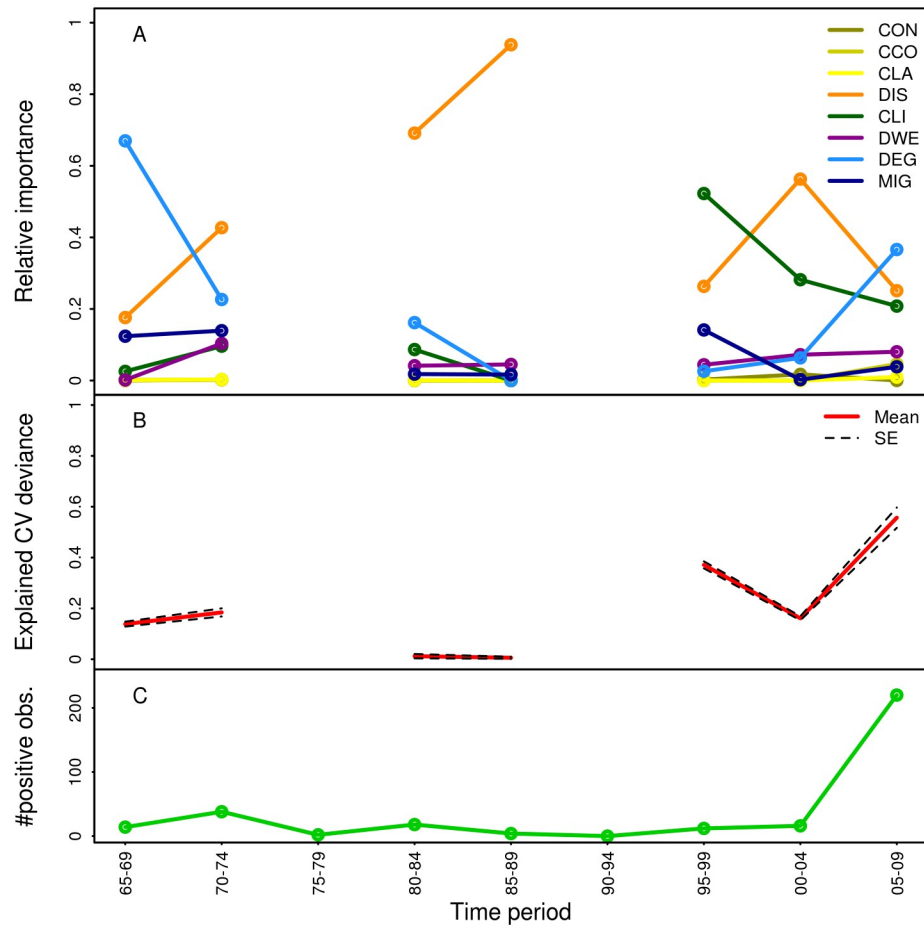 A
1
0.8
0.6
0.4
0.2
0
Relative importance
CON
CCO
CLA
DIS
CLI
DWE
DEG
MIG
B
1
0.8
0.6
0.4
0.2
0
Explained CV deviance
Mean
SE
C
200
100
0
#positive obs.
65-69
70-74
75-79
80-84
85-89
90-94
95-99
00-04
05-09
Time period